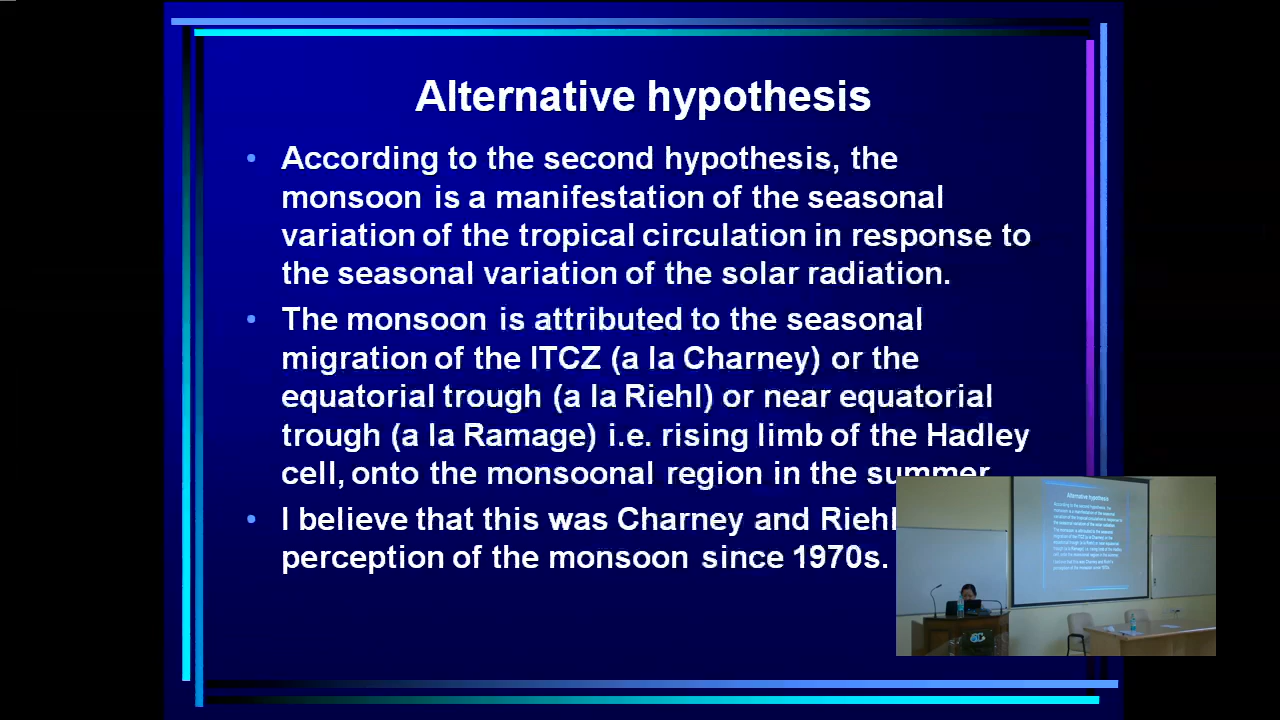 Alternative hypothesis
• According to the second hypothesis, the
monsoon is a manifestation of the seasonal
variation of the tropical circulation in response to
the seasonal variation of the solar radiation.
• The monsoon is attributed to the seasonal
migration of the ITCZ (a la Charney) or the
equatorial trough (a la Riehl) or near equatorial
trough (a la Ramage) i.e. rising limb of the Hadley
cell, onto the monsoonal region in the summer
• I believe that this was Charney and Riehl
perception of the monsoon since 1970s.
Alternative hypothesis